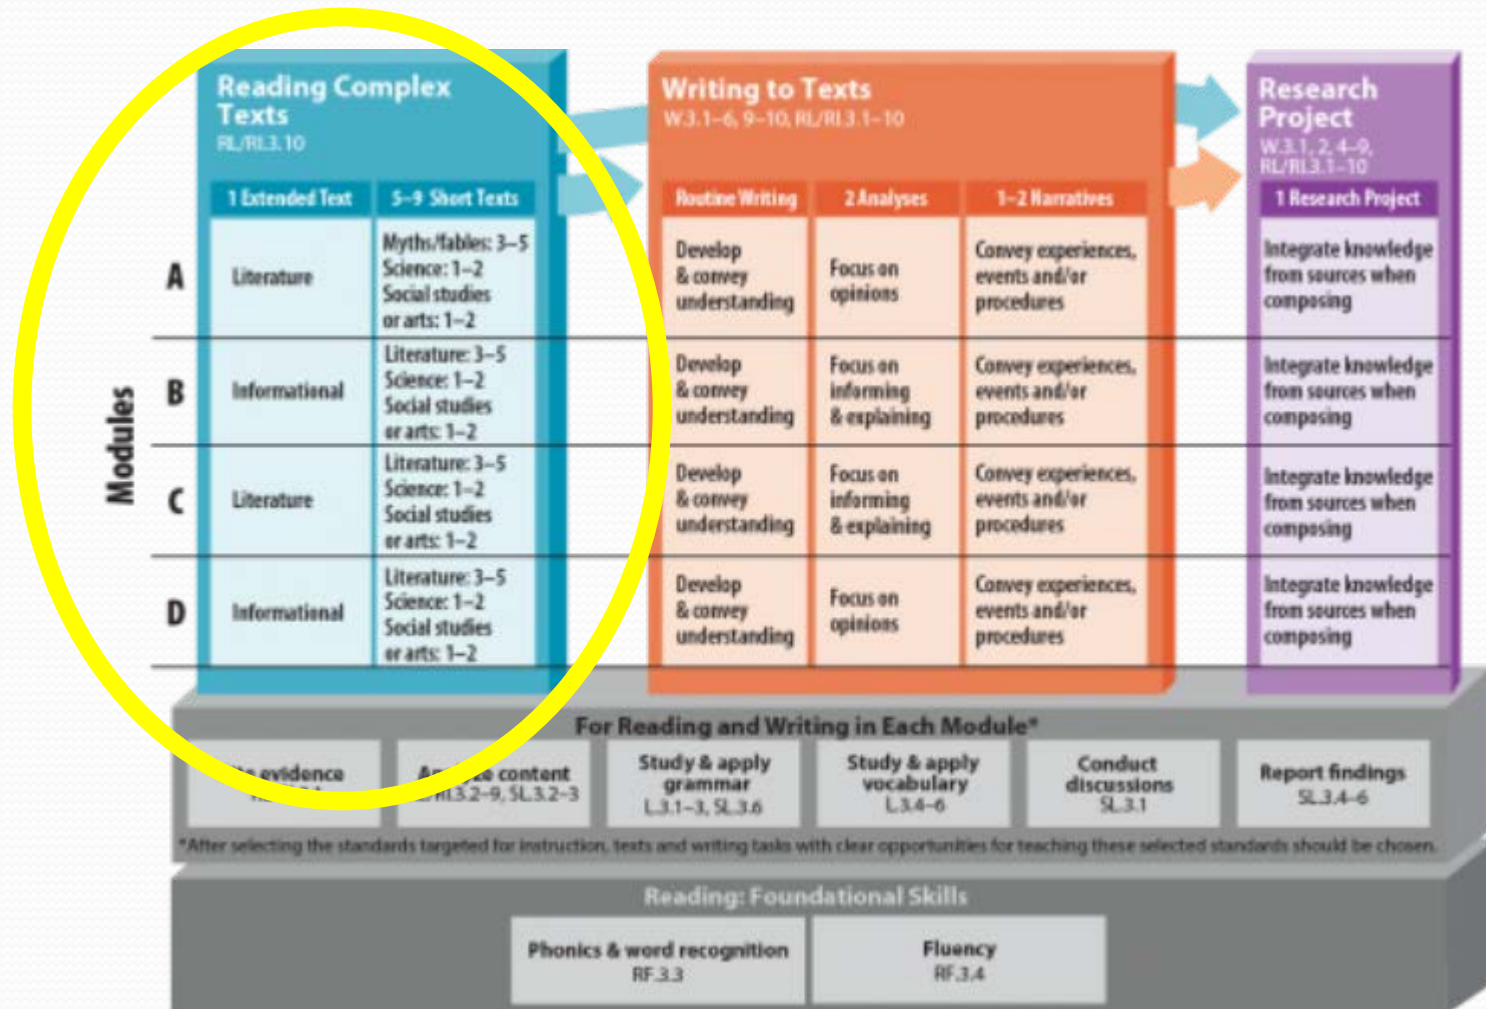 Reading Complex
Texts
RL/RI.3.10
1 Extended Text
5–9 Short Texts
Writing to Texts
W.3.1–6, 9–10, RL/RI.3.1–10
Routine Writing
2 Analyses
1–2 Narratives
Research
Project
W.3.1, 2, 4–9,
RL/RI.3.1–10
1 Research Project
Modules
A
Literature
Myths/fables: 3–5
Science: 1–2
Social studies
or arts: 1–2
Develop
& convey
understanding
Focus on
opinions
Convey experiences,
events and/or
procedures
Integrate knowledge
from sources when
composing
B
Informational
Literature: 3–5
Science: 1–2
Social studies
or arts: 1–2
Develop
& convey
understanding
Focus on
informing
& explaining
Convey experiences,
events and/or
procedures
Integrate knowledge
from sources when
composing
C
Literature
Literature: 3–5
Science: 1–2
Social studies
or arts: 1–2
Develop
& convey
understanding
Focus on
informing
& explaining
Convey experiences,
events and/or
procedures
Integrate knowledge
from sources when
composing
D
Informational
Literature: 3–5
Science: 1–2
Social studies
or arts: 1–2
Develop
& convey
understanding
Focus on
opinions
Convey experiences,
events and/or
procedures
Integrate knowledge
from sources when
composing
For Reading and Writing in Each Module*
evidence
content
RI.3.2–9, SL.3.2–3
Study & apply
grammar
L.3.1–3, SL.3.6
Study & apply
vocabulary
L.3.4–6
Conduct
discussions
SL.3.1
Report findings
SL.3.4–6
*After selecting the standards targeted for instruction, texts and writing tasks with clear opportunities for teaching these selected standards should be chosen.
Reading: Foundational Skills
Phonics & word recognition
RF.3.3
Fluency
RF.3.4